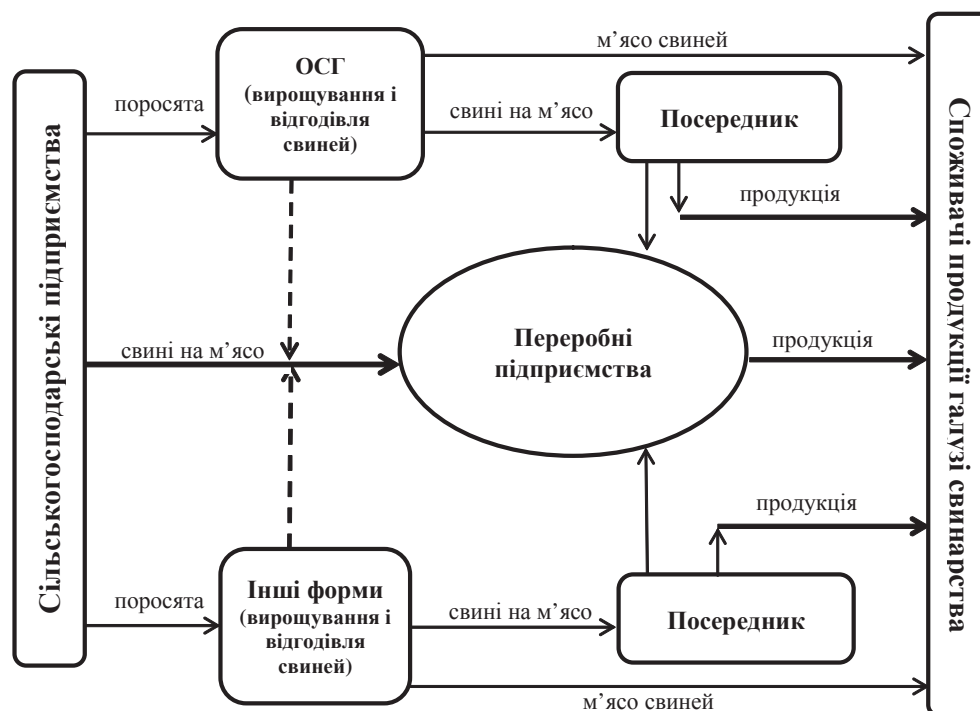 Сільськогосподарські підприємства
поросята
ОСГ
(вирощування і
відгодівля
свиней)
м’ясо свиней
свині на м’ясо
Посередник
продукція
свині на м’ясо
Переробні
підприємства
продукція
продукція
поросята
Інші форми
(вирощування і
відгодівля
свиней)
свині на м’ясо
Посередник
м’ясо свиней
Споживачі продукції галузі свинарства